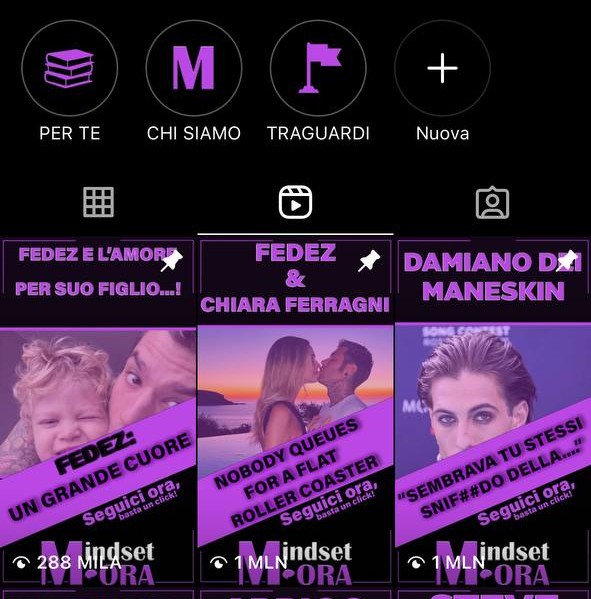 M
PER TE
CHI SIAMO
TRAGUARDI
Nuova
FEDEZ E L'AMORE
PER SUO FIGLIO...!
FEDEZ:
UN GRANDE CUORE
Seguici ora,
basta un click!
Mindset
ORA
288 MILA
FEDEZ
&
CHIARA FERRAGNI
NOBODY QUEUES
FOR A FLAT
ROLLER COASTER
Seguici ora,
basta un click!
Mindset
ORA
1 MLN
DAMIANO DEI
MANESKIN
SONG CONTEST
"SEMBRAVA TU STESSI
SNIF##DO DELLA...."
Seguici ora,
basta un click!
Mindset
ORA
1 MLN